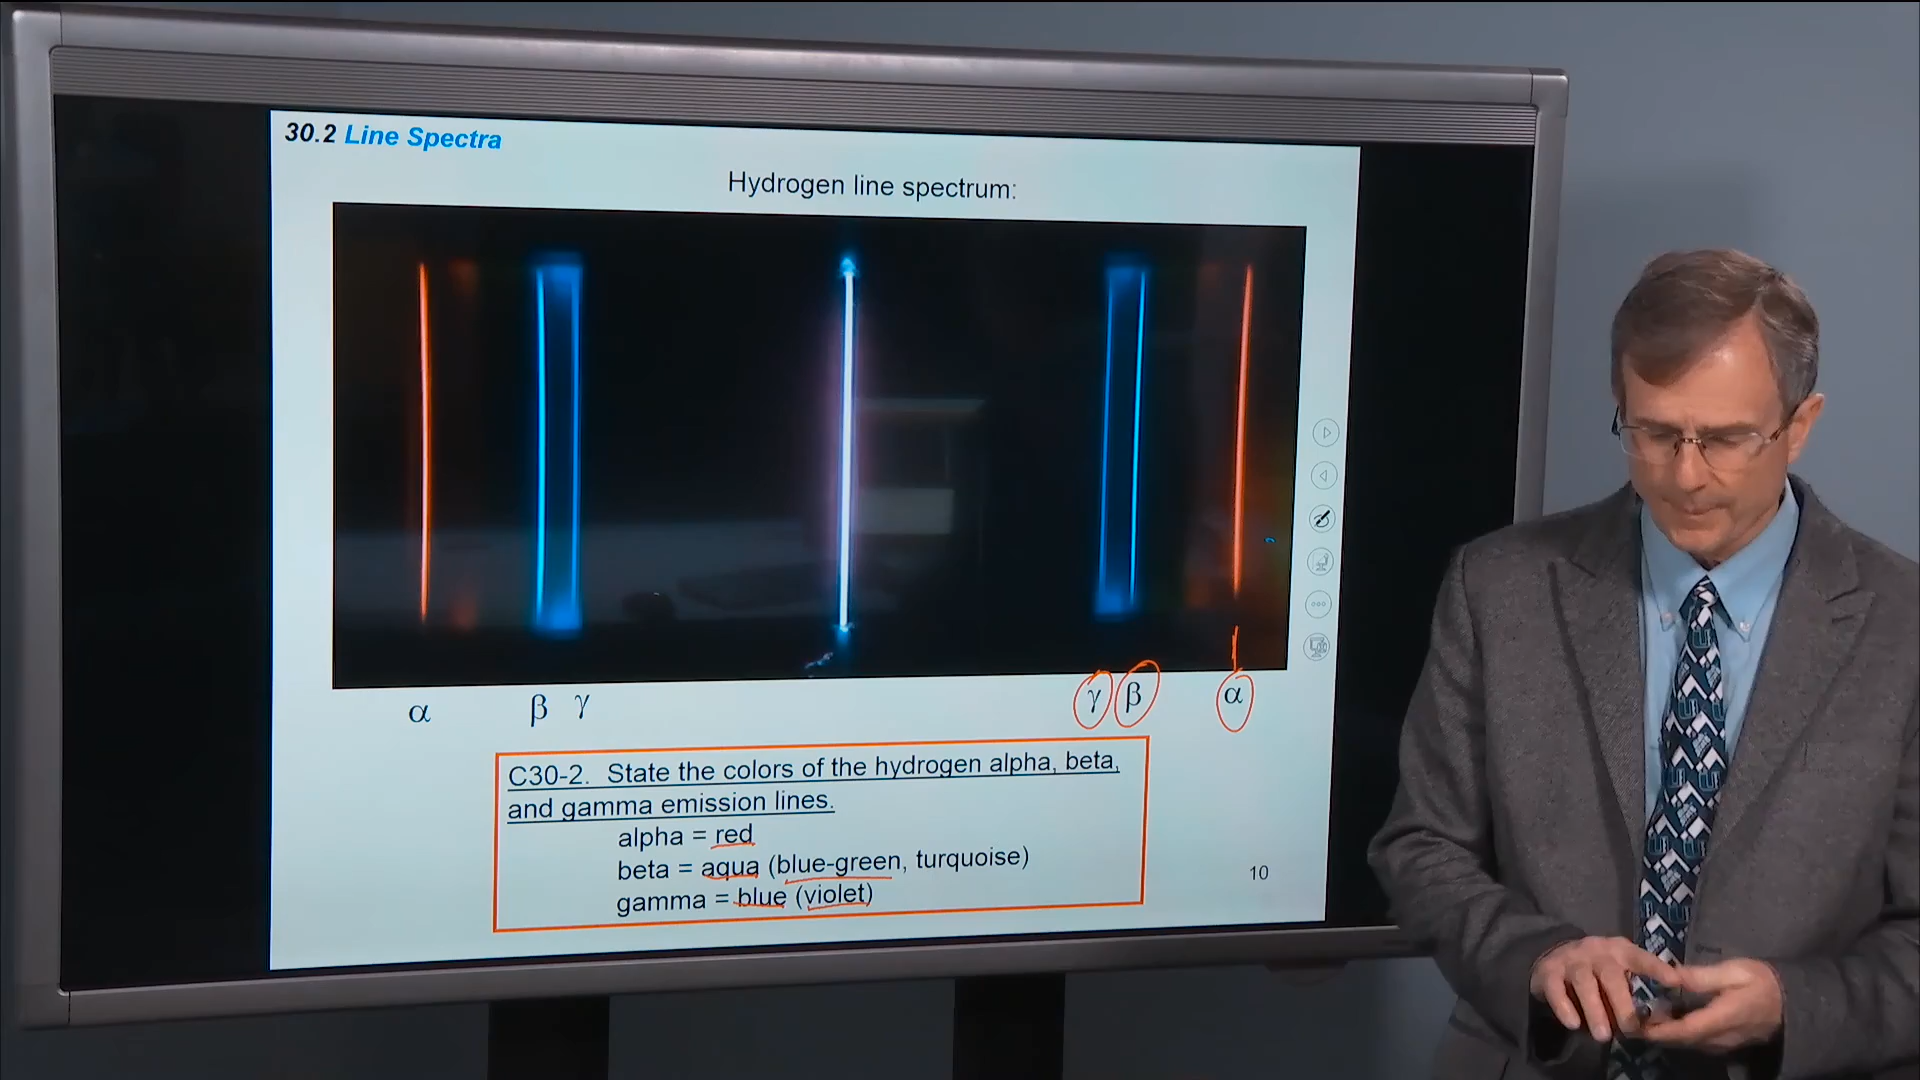 30.2 Line Spectra
Hydrogen line spectrum:
α β γ γ β α
C30-2. State the colors of the hydrogen alpha, beta,
and gamma emission lines.
alpha = red
beta = aqua (blue-green, turquoise)
gamma = blue (violet)
10